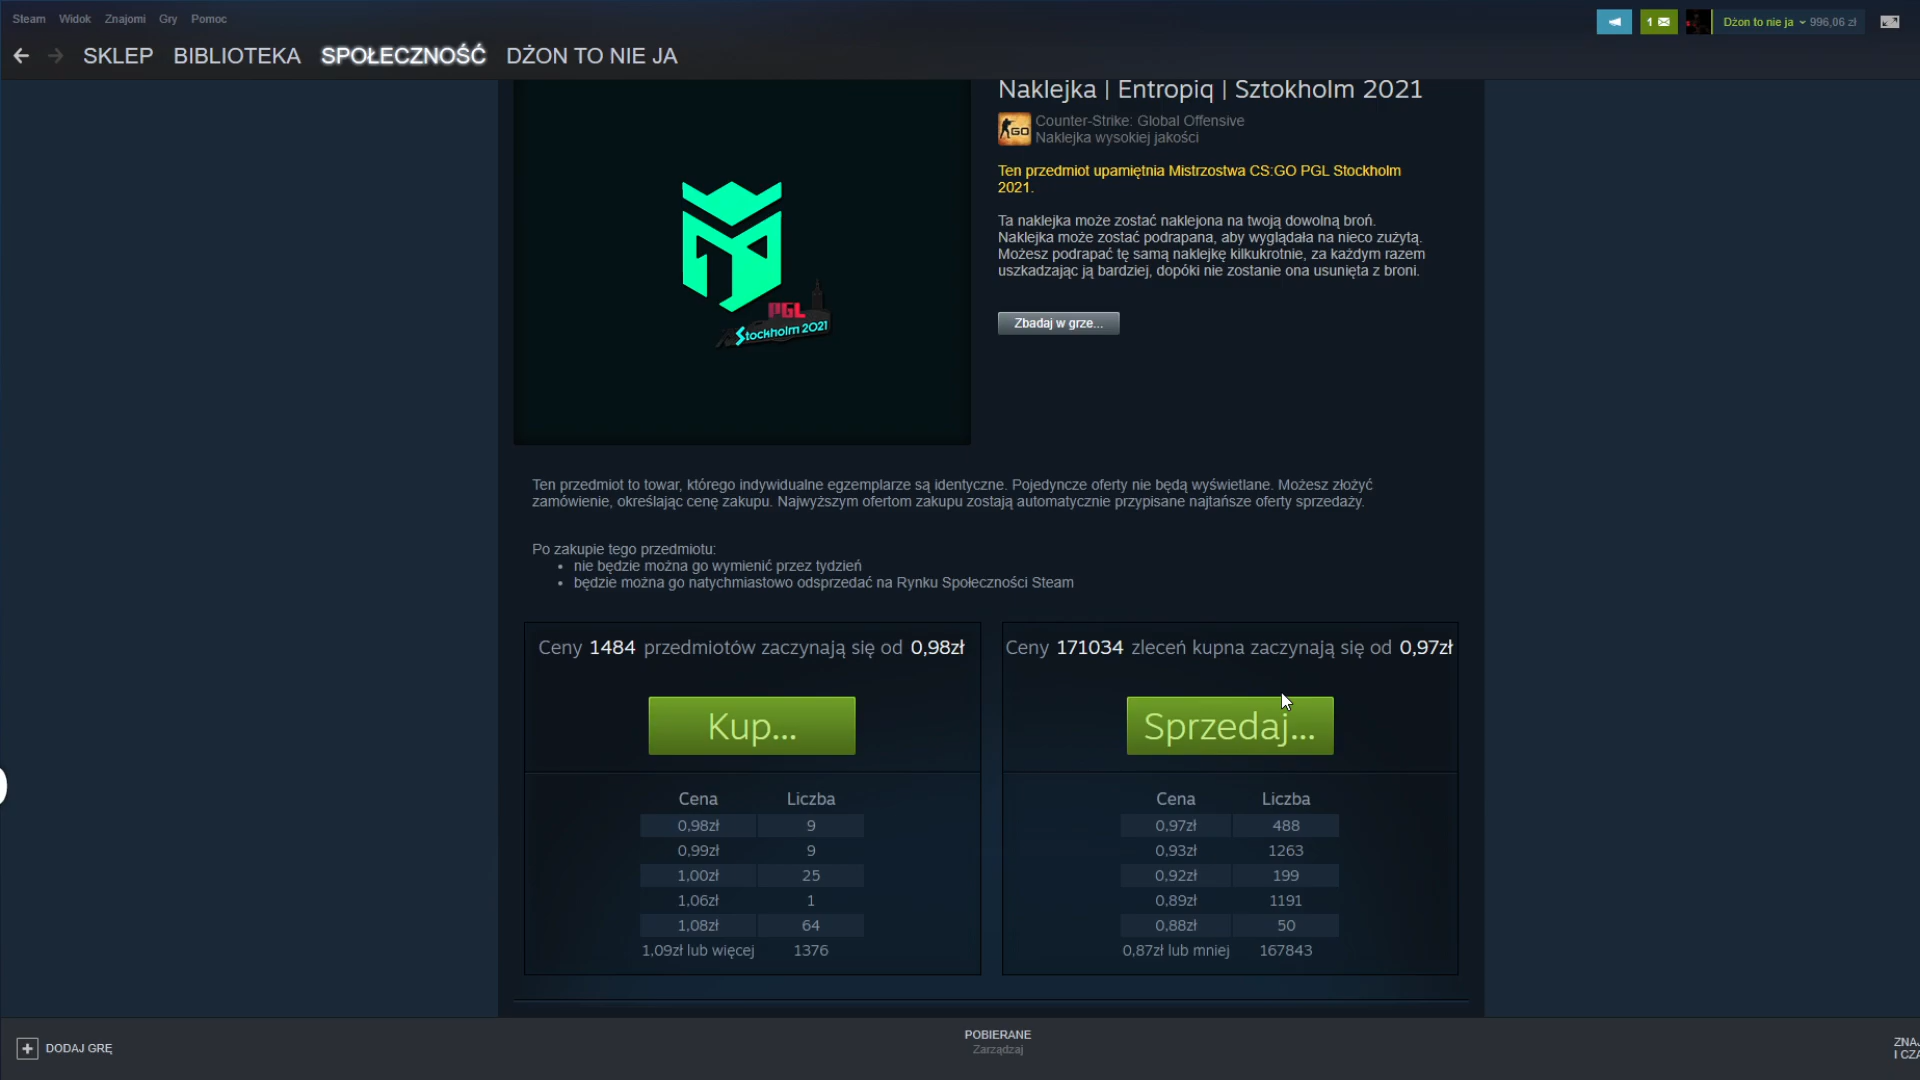 Steam Widok Znajomi Gry Pomoc
1 Dżon to nie ja 996,06 zł
SKLEP BIBLIOTEKA SPOŁECZNOŚĆ DŻON TO NIE JA
Naklejka | Entropiq | Sztokholm 2021
GO
Counter-Strike: Global Offensive
Naklejka wysokiej jakości
Ten przedmiot upamiętnia Mistrzostwa CS:GO PGL Stockholm
2021.
Ta naklejka może zostać naklejona na twoją dowolną broń.
Naklejka może zostać podrapana, aby wyglądała na nieco zużytą.
Możesz podrapać tę samą naklejkę kilkukrotnie, za każdym razem
uszkadzając ją bardziej, dopóki nie zostanie ona usunięta z broni.
PGL
Stockholm 2021
Zbadaj w grze...
Ten przedmiot to towar, którego indywidualne egzemplarze są identyczne. Pojedyncze oferty nie będą wyświetlane. Możesz złożyć
zamówienie, określając cenę zakupu. Najwyższym ofertom zakupu zostają automatycznie przypisane najtańsze oferty sprzedaży.
Po zakupie tego przedmiotu:
• nie będzie można go wymienić przez tydzień
• będzie można go natychmiastowo odsprzedać na Rynku Społeczności Steam
Ceny 1484 przedmiotów zaczynają się od 0,98zł
Kup...
Cena Liczba
0,98zł 9
0,99zł 9
1,00zł 25
1,06zł 1
1,08zł 64
1,09zł lub więcej 1376
Ceny 171034 zleceń kupna zaczynają się od 0,97zł
Sprzedaj...
Cena Liczba
0,97zł 488
0,93zł 1263
0,92zł 199
0,89zł 1191
0,88zł 50
0,87zł lub mniej 167843
DODAJ GRĘ
POBIERANE
Zarządzaj
ZNAJ
I CZA